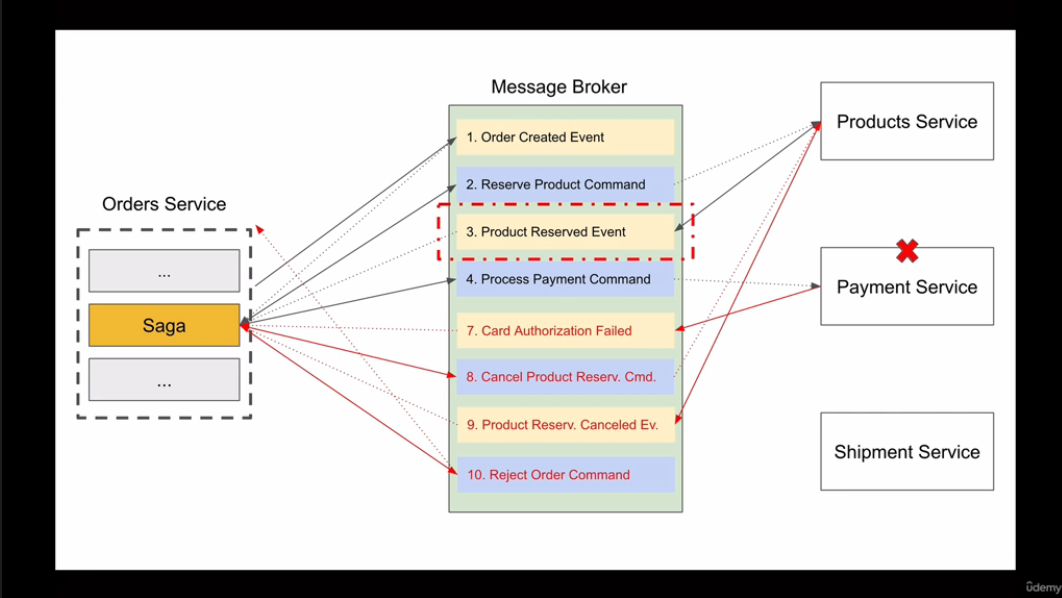 Message Broker
Products Service
1. Order Created Event
2. Reserve Product Command
Orders Service
3. Product Reserved Event
...
4. Process Payment Command
Payment Service
Saga
7. Card Authorization Failed
...
8. Cancel Product Reserv. Cmd.
9. Product Reserv. Canceled Ev.
Shipment Service
10. Reject Order Command
ûdemy